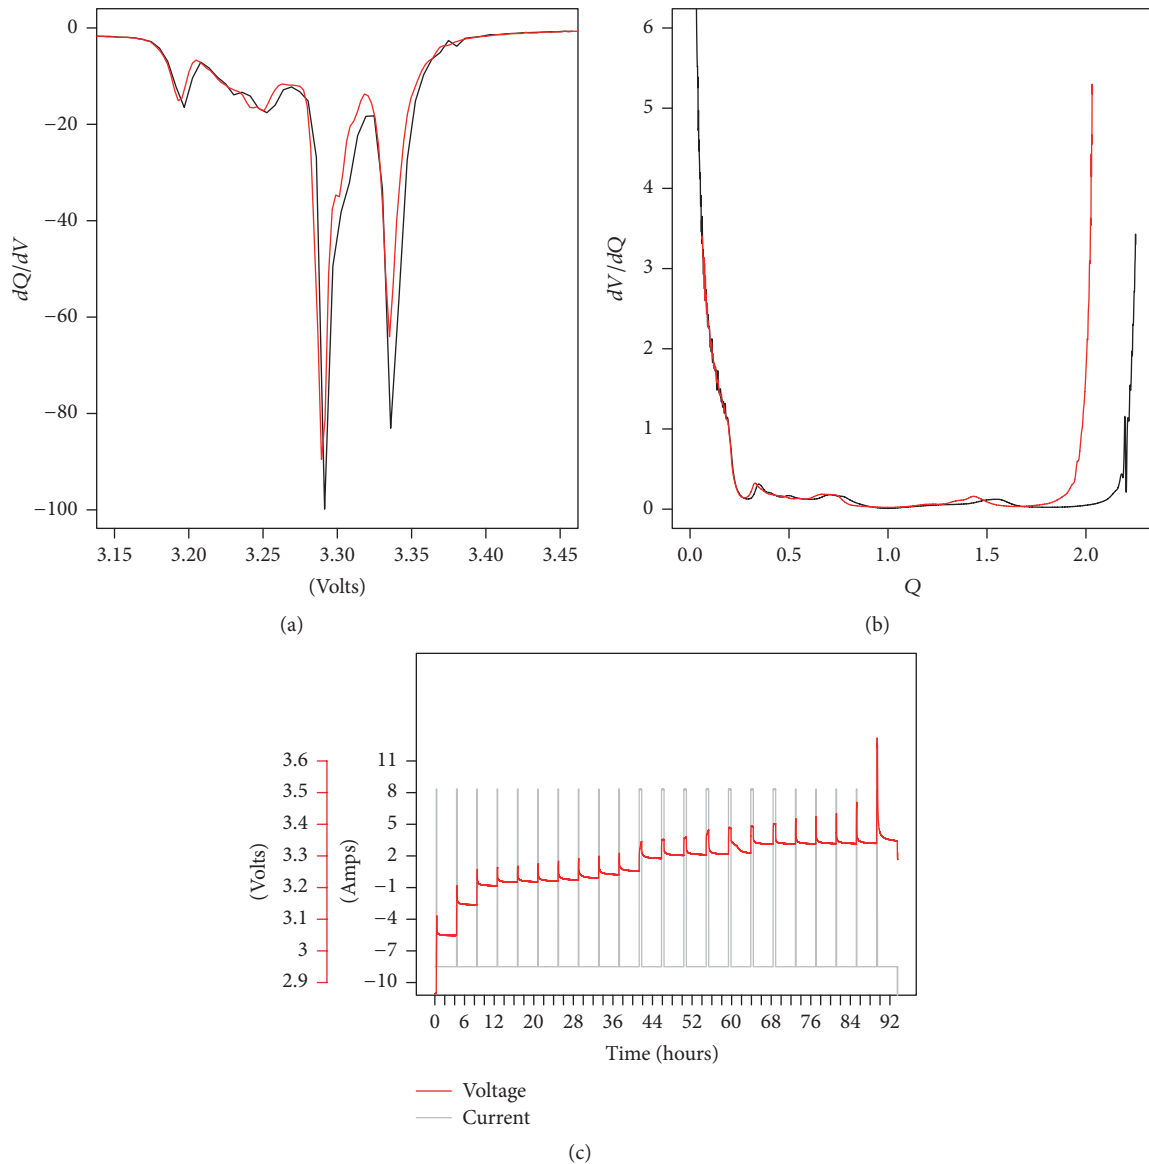 0
−20
−40
−60
−80
−100
dQ/dV
3.15 3.20 3.25 3.30 3.35 3.40 3.45
(Volts)
(a)
6
5
4
3
2
1
0
dV/dQ
0.0 0.5 1.0 1.5 2.0
Q
(b)
3.6
3.5
3.4
3.3
3.2
3.1
3
2.9
(Volts)
11
8
5
2
−1
−4
−7
−10
(Amps)
0 6 12 20 28 36 44 52 60 68 76 84 92
Time (hours)
Voltage
Current
(c)